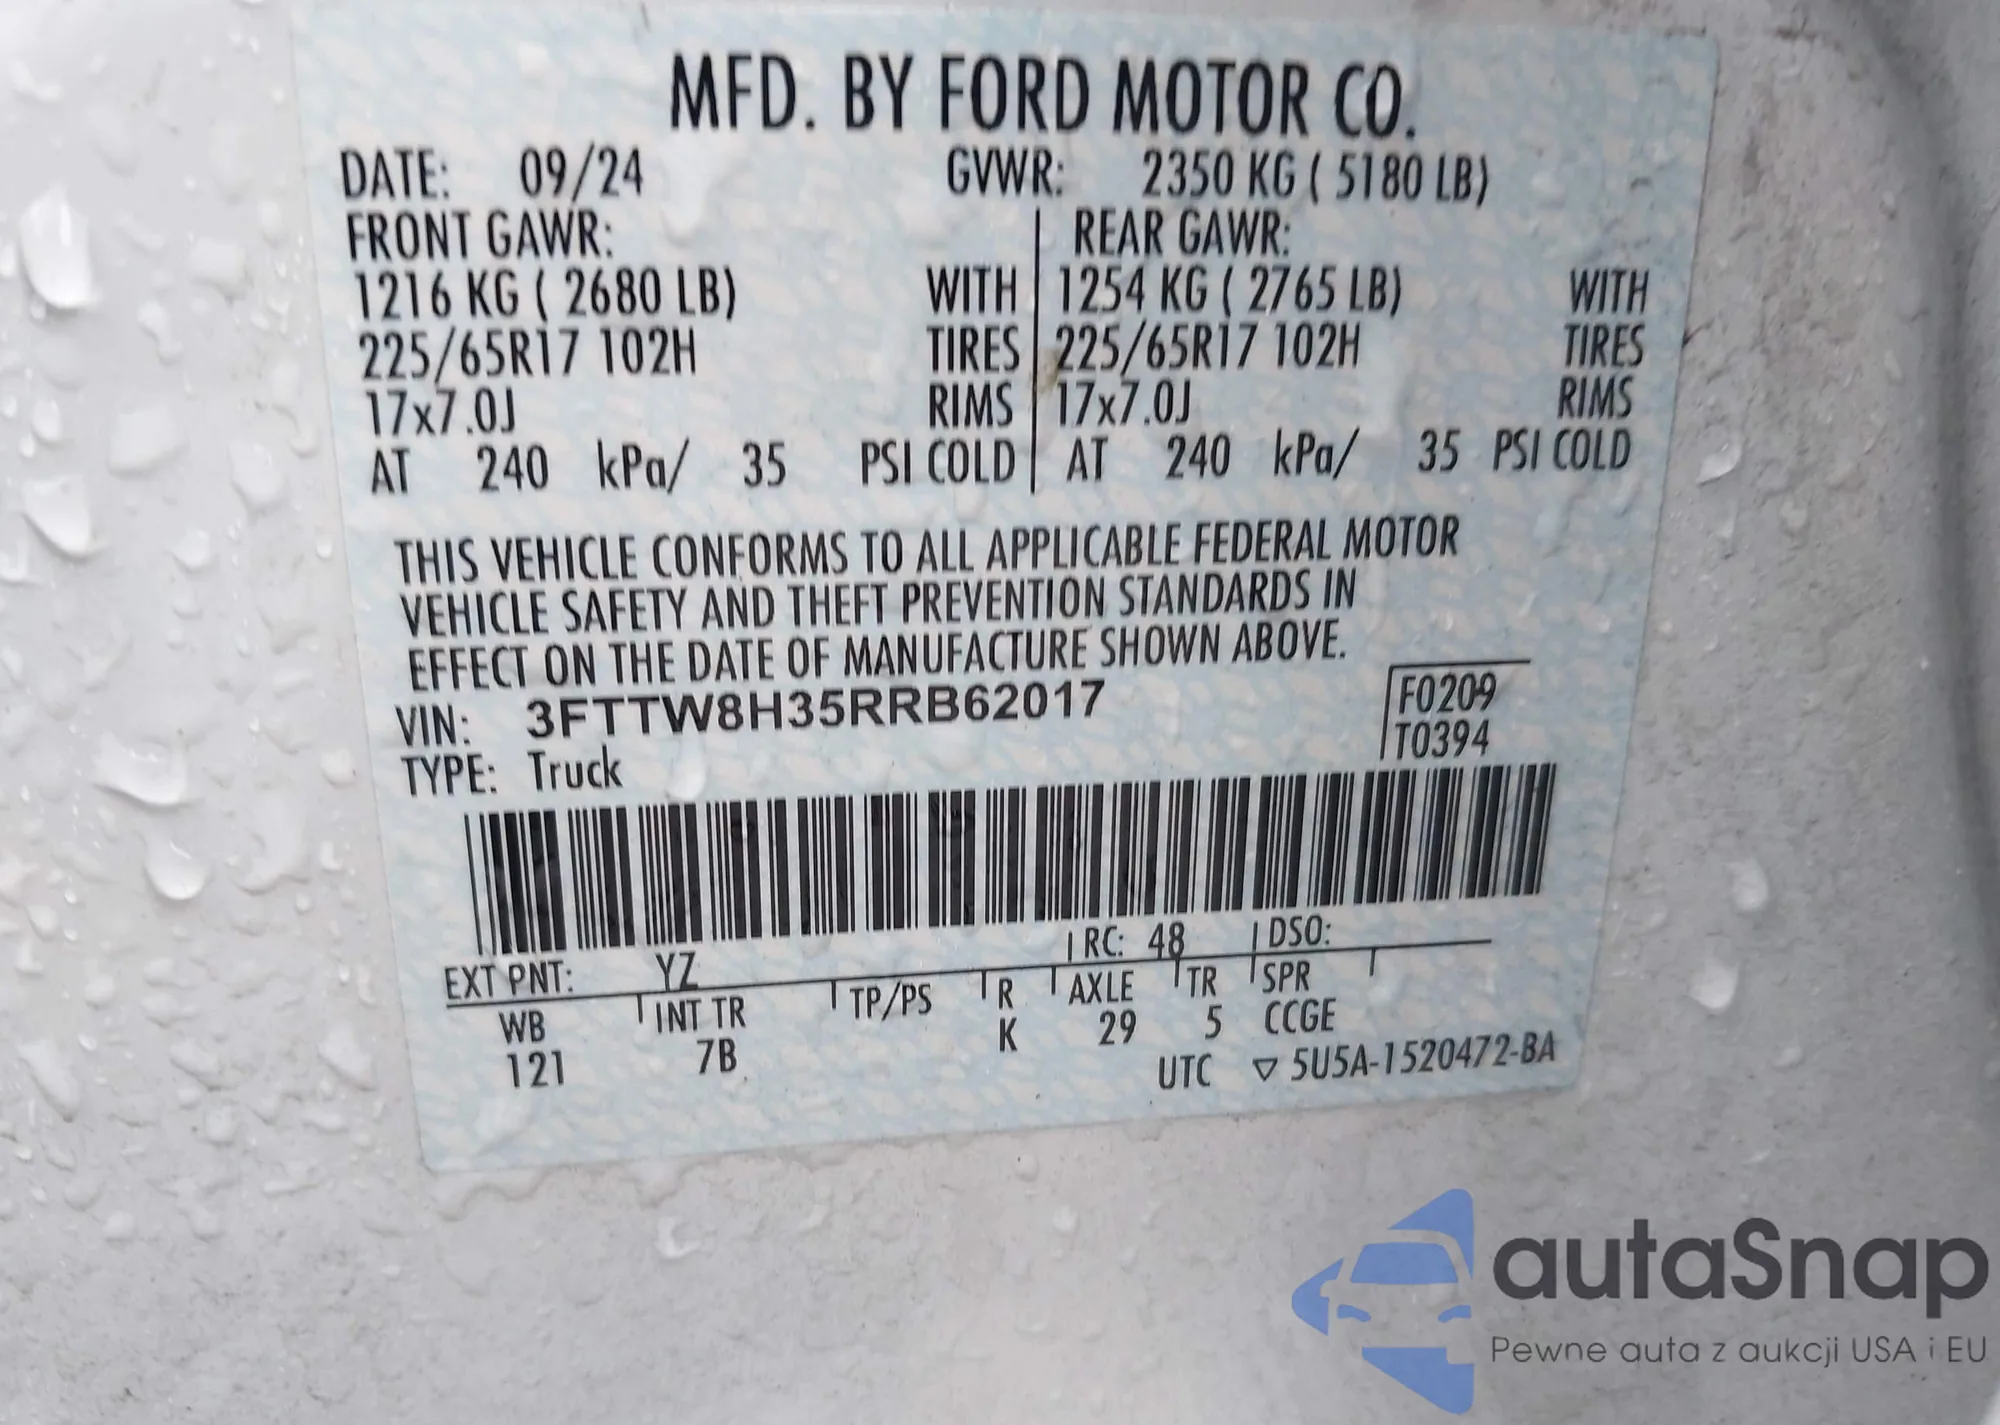 MFD. BY FORD MOTOR CO.
DATE: 09/24 GVWR: 2350 KG ( 5180 LB)
FRONT GAWR: REAR GAWR:
1216 KG ( 2680 LB) WITH 1254 KG ( 2765 LB) WITH
225/65R17 102H TIRES 225/65R17 102H TIRES
17x7.0J RIMS 17x7.0J RIMS
AT 240 kPa/ 35 PSI COLD AT 240 kPa/ 35 PSI COLD
THIS VEHICLE CONFORMS TO ALL APPLICABLE FEDERAL MOTOR
VEHICLE SAFETY AND THEFT PREVENTION STANDARDS IN
EFFECT ON THE DATE OF MANUFACTURE SHOWN ABOVE.
VIN: 3FTTW8H35RRB62017 F0209
TYPE: Truck T0394
EXT PNT: YZ RC: 48 DSO:
WB INT TR TP/PS R AXLE TR SPR
121 7B K 29 5 CCGE
UTC ▽ 5U5A-1520472-BA
autaSnap
Pewne auta z aukcji USA i EU